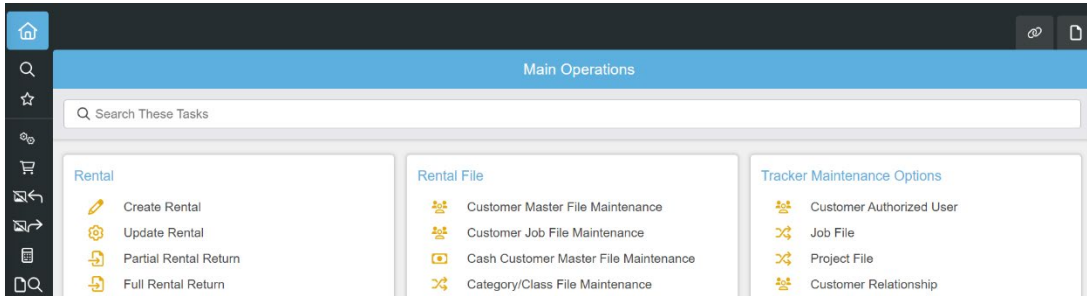 Main Operations
Search These Tasks
Rental
Create Rental
Update Rental
Partial Rental Return
Full Rental Return
Rental File
Customer Master File Maintenance
Customer Job File Maintenance
Cash Customer Master File Maintenance
Category/Class File Maintenance
Tracker Maintenance Options
Customer Authorized User
Job File
Project File
Customer Relationship